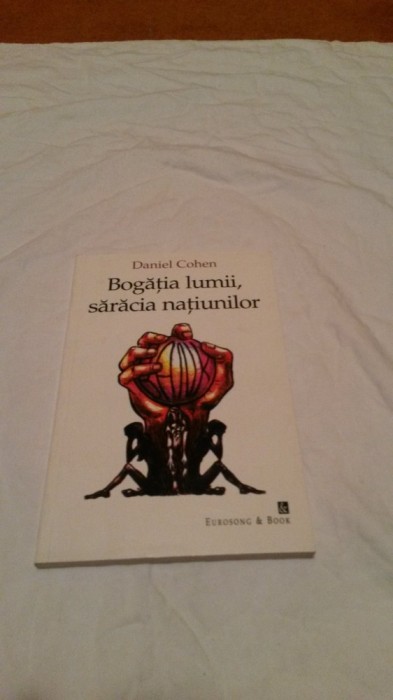 Daniel Cohen
Bogăția lumii,
sărăcia națiunilor
&
Eurosong & Book